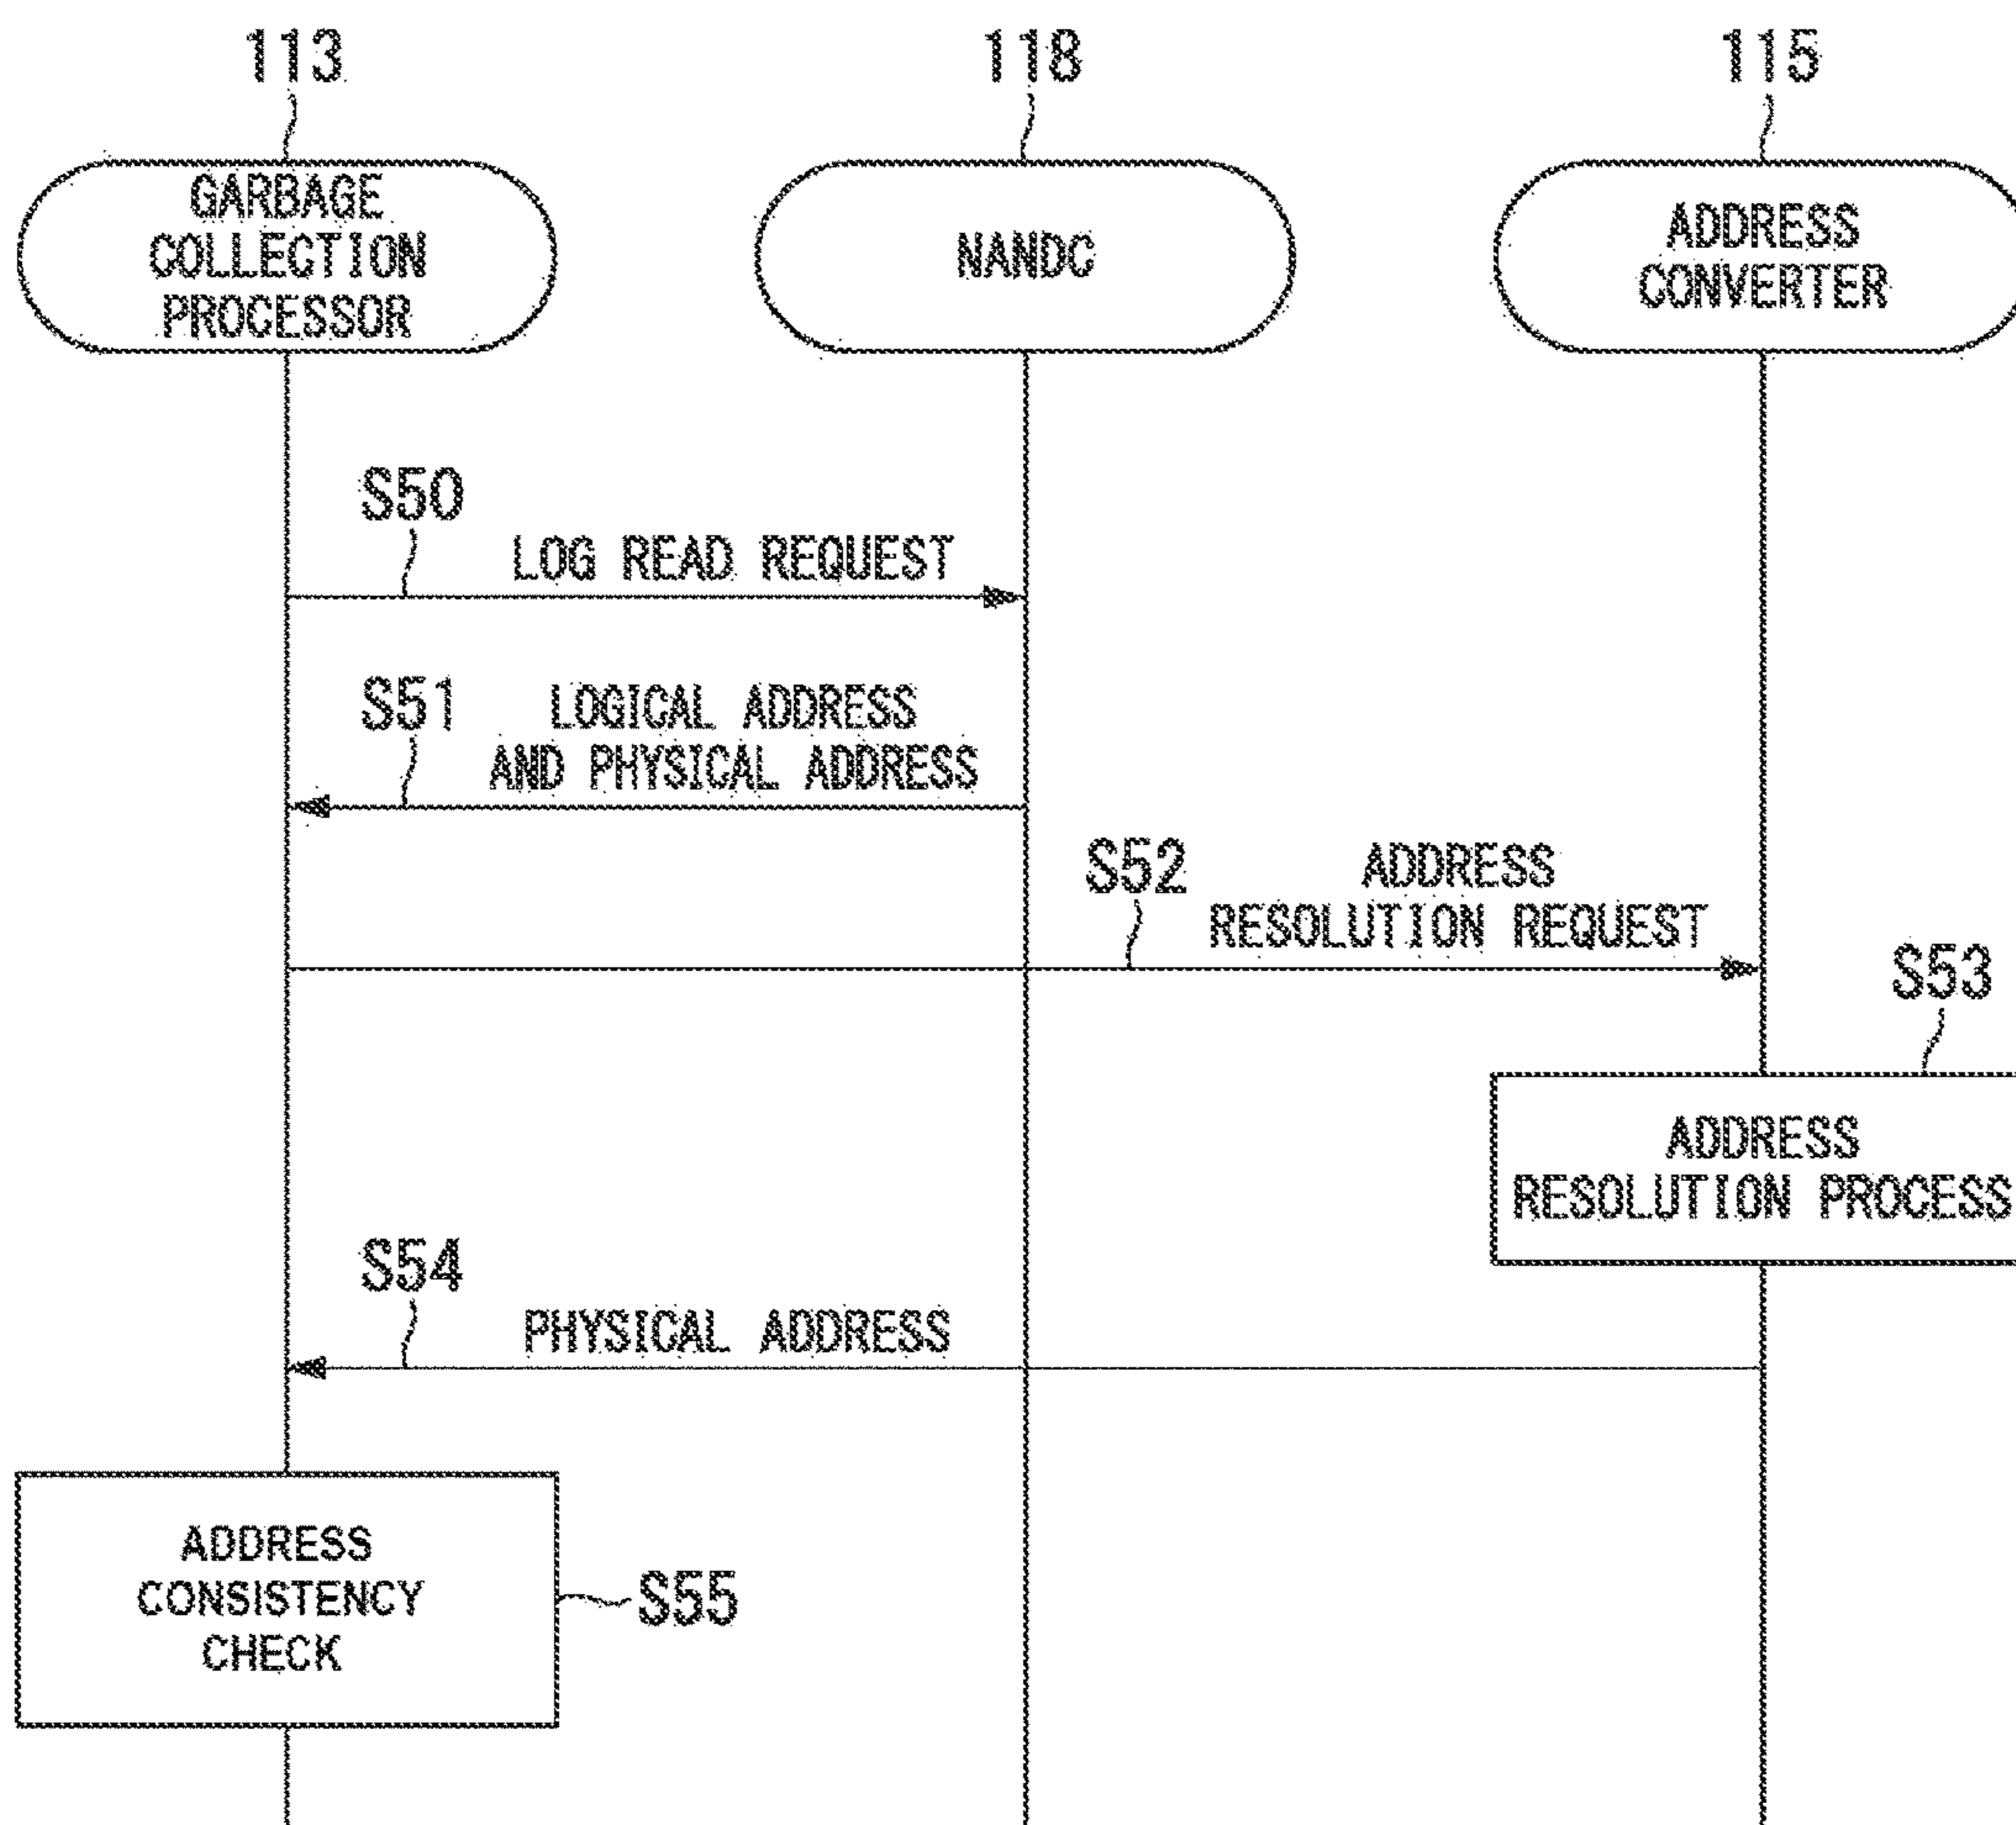 113
118
115
GARBAGE
COLLECTION
PROCESSOR
NANDC
ADDRESS
CONVERTER
S50
LOG READ REQUEST
S51
LOGICAL ADDRESS
AND PHYSICAL ADDRESS
S52
ADDRESS
RESOLUTION REQUEST
S53
ADDRESS
RESOLUTION PROCESS
S54
PHYSICAL ADDRESS
ADDRESS
CONSISTENCY
CHECK
S55